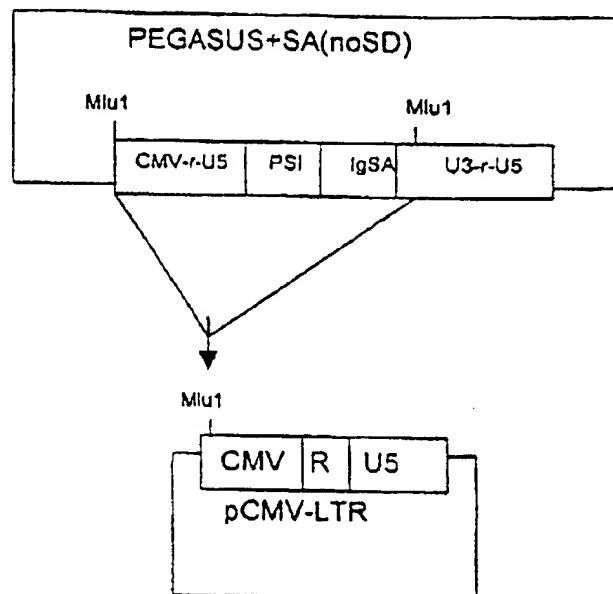 PEGASUS+SA(noSD)
Mlu1
Mlu1
CMV-r-U5 PSI IgSA U3-r-U5
Mlu1
CMV R U5
pCMV-LTR